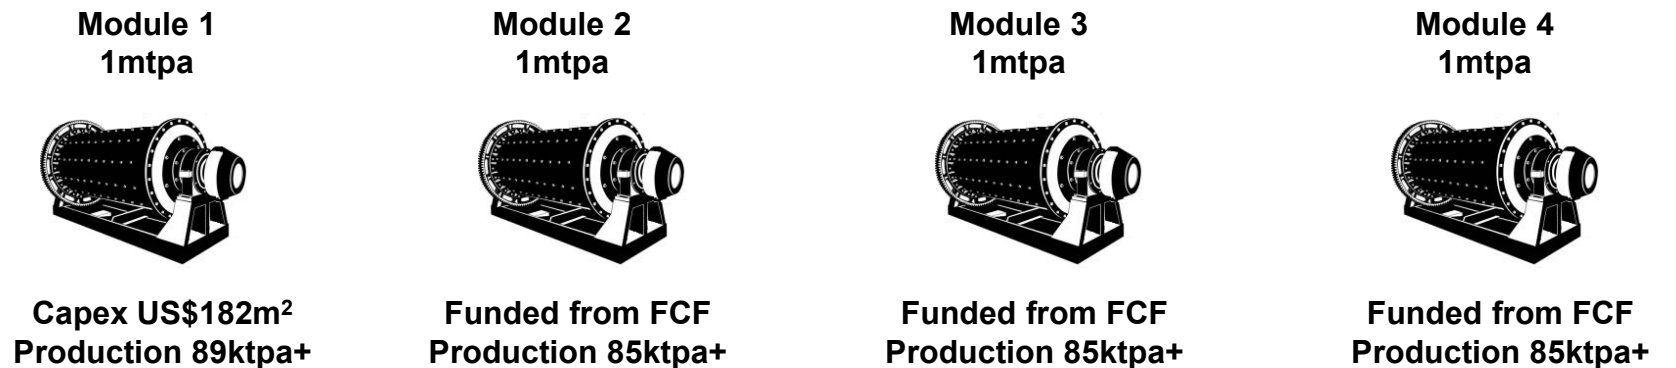 Module 1
1mtpa
Capex US$182m²
Production 89ktpa+
Module 2
1mtpa
Funded from FCF
Production 85ktpa+
Module 3
1mtpa
Funded from FCF
Production 85ktpa+
Module 4
1mtpa
Funded from FCF
Production 85ktpa+